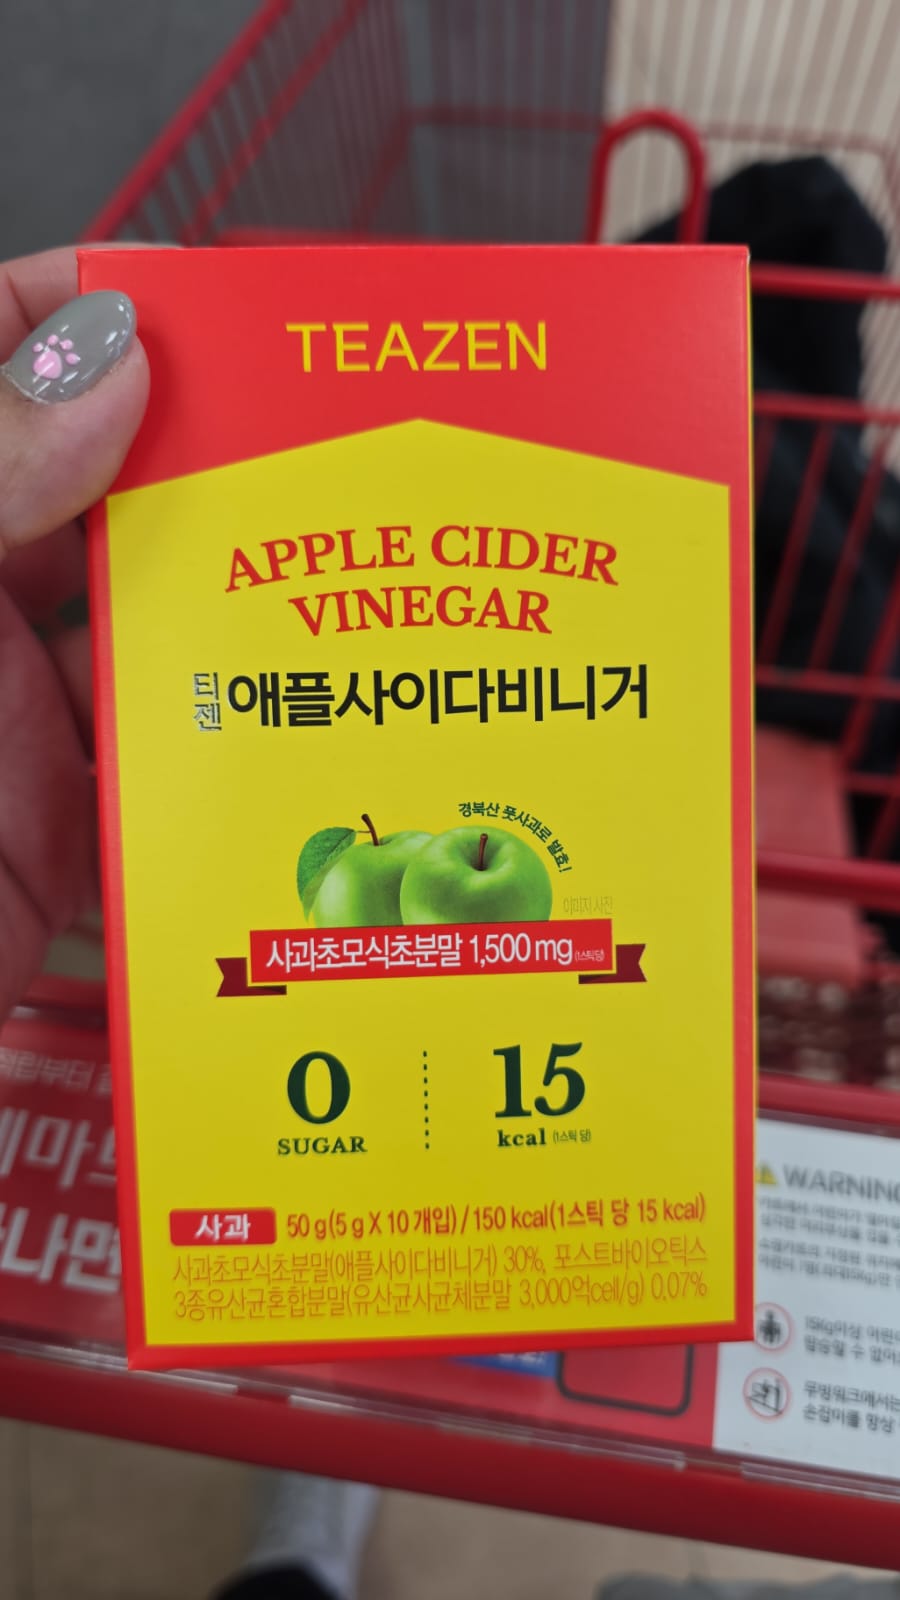 TEAZEN
APPLE CIDER
VINEGAR
티젠 애플사이다비니거
경북산 풋사과로 발효!
이미지 사진
사과초모식초분말 1,500 mg (1스틱당)
0
SUGAR
15
kcal (1스틱 당)
사과 50 g(5 g X 10 개입) / 150 kcal(1스틱 당 15 kcal)
사과초모식초분말(애플사이다비니거) 30%, 포스트바이오틱스
3종유산균혼합분말(유산균사균체분말 3,000억cell/g) 0.07%
WARNING